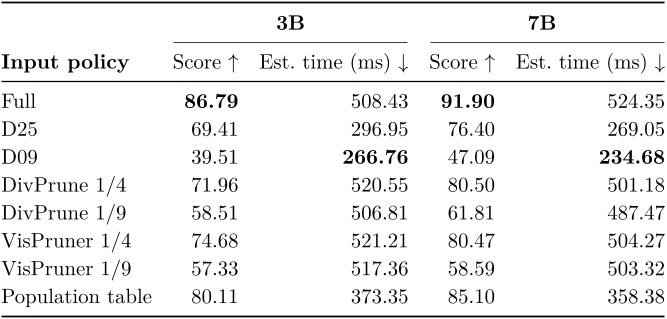 3B 7B
Input policy Score ↑ Est. time (ms) ↓ Score ↑ Est. time (ms) ↓
Full 86.79 508.43 91.90 524.35
D25 69.41 296.95 76.40 269.05
D09 39.51 266.76 47.09 234.68
DivPrune 1/4 71.96 520.55 80.50 501.18
DivPrune 1/9 58.51 506.81 61.81 487.47
VisPruner 1/4 74.68 521.21 80.47 504.27
VisPruner 1/9 57.33 517.36 58.59 503.32
Population table 80.11 373.35 85.10 358.38